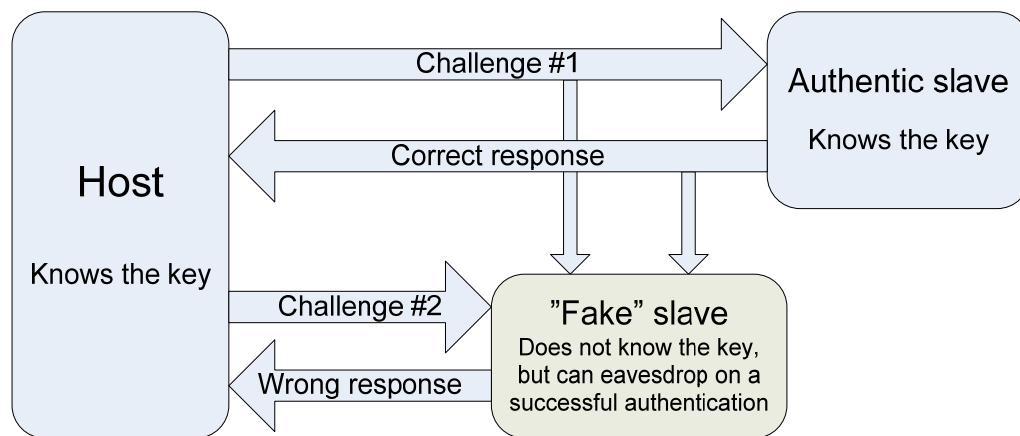 Challenge #1
Authentic slave
Knows the key
Correct response
Host
Knows the key
Challenge #2
”Fake” slave
Does not know the key,
but can eavesdrop on a
successful authentication
Wrong response